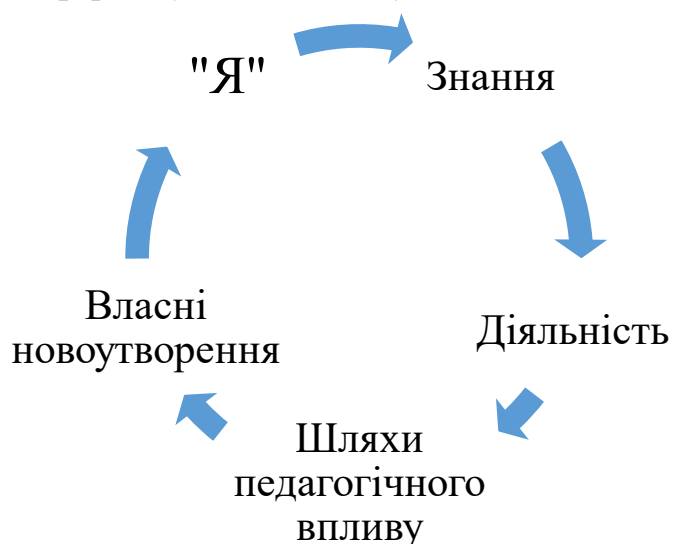 "Я"
Знання
Діяльність
Шляхи
педагогічного
впливу
Власні
новоутворення